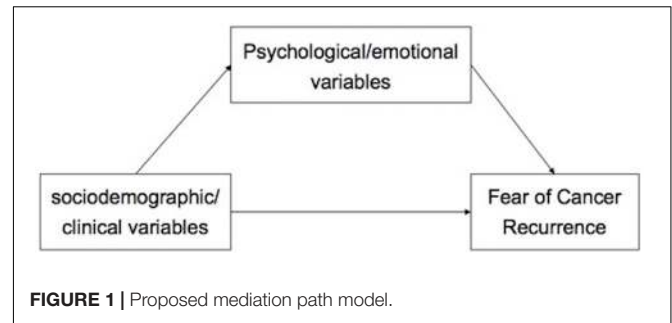 Psychological/emotional
variables
sociodemographic/
clinical variables
Fear of Cancer
Recurrence
FIGURE 1 | Proposed mediation path model.